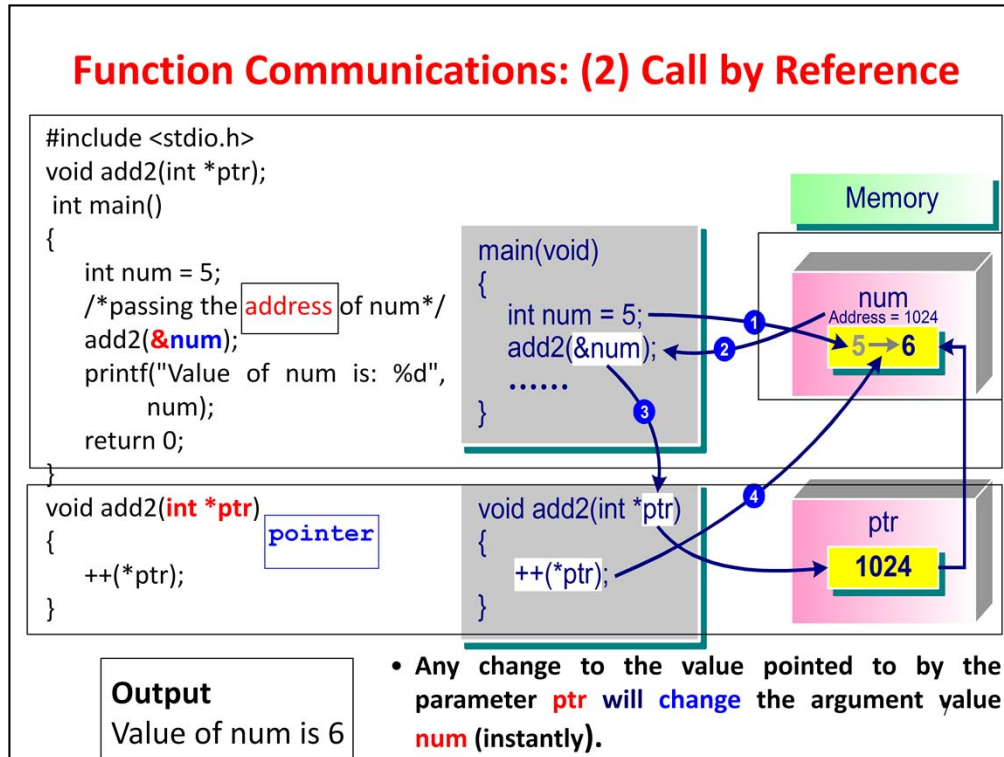 Function Communications: (2) Call by Reference
#include <stdio.h>
void add2(int *ptr);
int main()
{
int num = 5;
/*passing the address of num*/
add2(&num);
printf("Value of num is: %d",
num);
return 0;
}
void add2(int *ptr)
pointer
{
++(*ptr);
}
main(void)
{
int num = 5;
add2(&num);
……
}
void add2(int *ptr)
{
++(*ptr);
}
1
2
3
4
Memory
num
Address = 1024
5→6
ptr
1024
Output
Value of num is 6
• Any change to the value pointed to by the
parameter ptr will change the argument value
num (instantly).